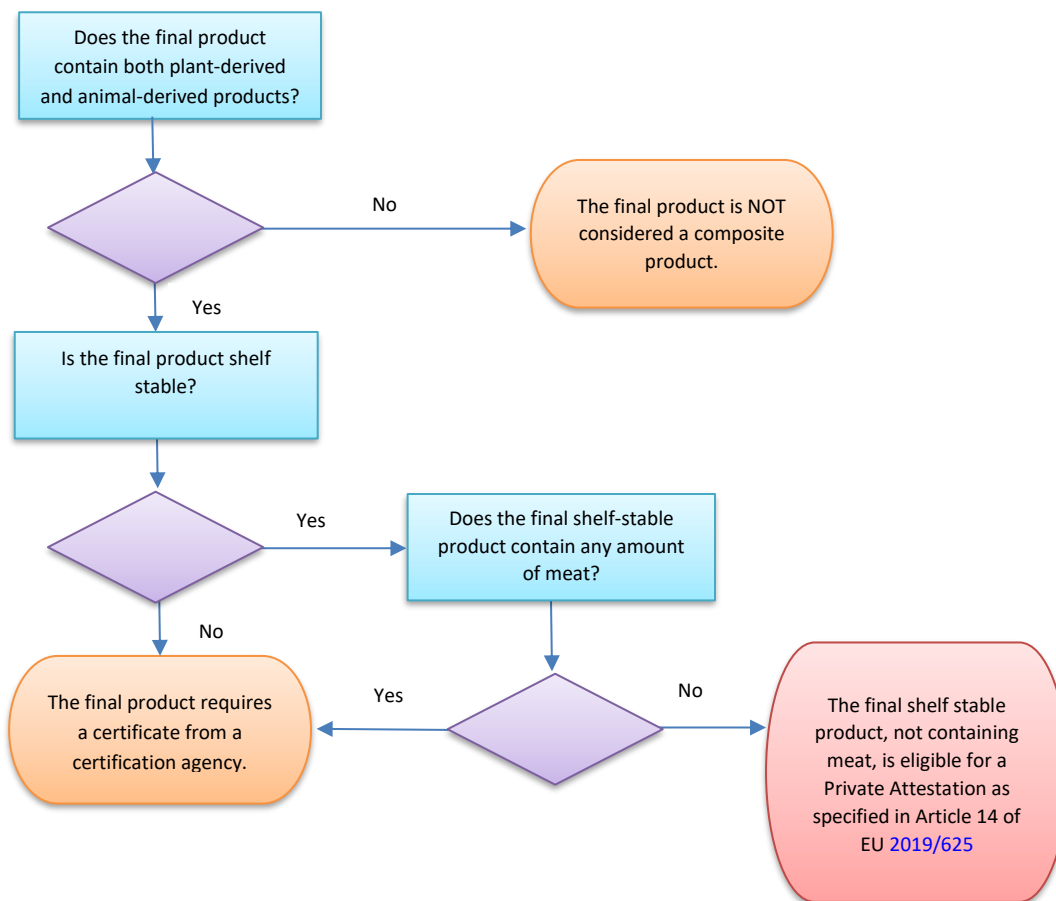 Does the final product
contain both plant-derived
and animal-derived products?
No
The final product is NOT
considered a composite
product.
Yes
Is the final product shelf
stable?
Yes
Does the final shelf-stable
product contain any amount
of meat?
No
The final product requires
a certificate from a
certification agency.
Yes
No
The final shelf stable
product, not containing
meat, is eligible for a
Private Attestation as
specified in Article 14 of
EU 2019/625